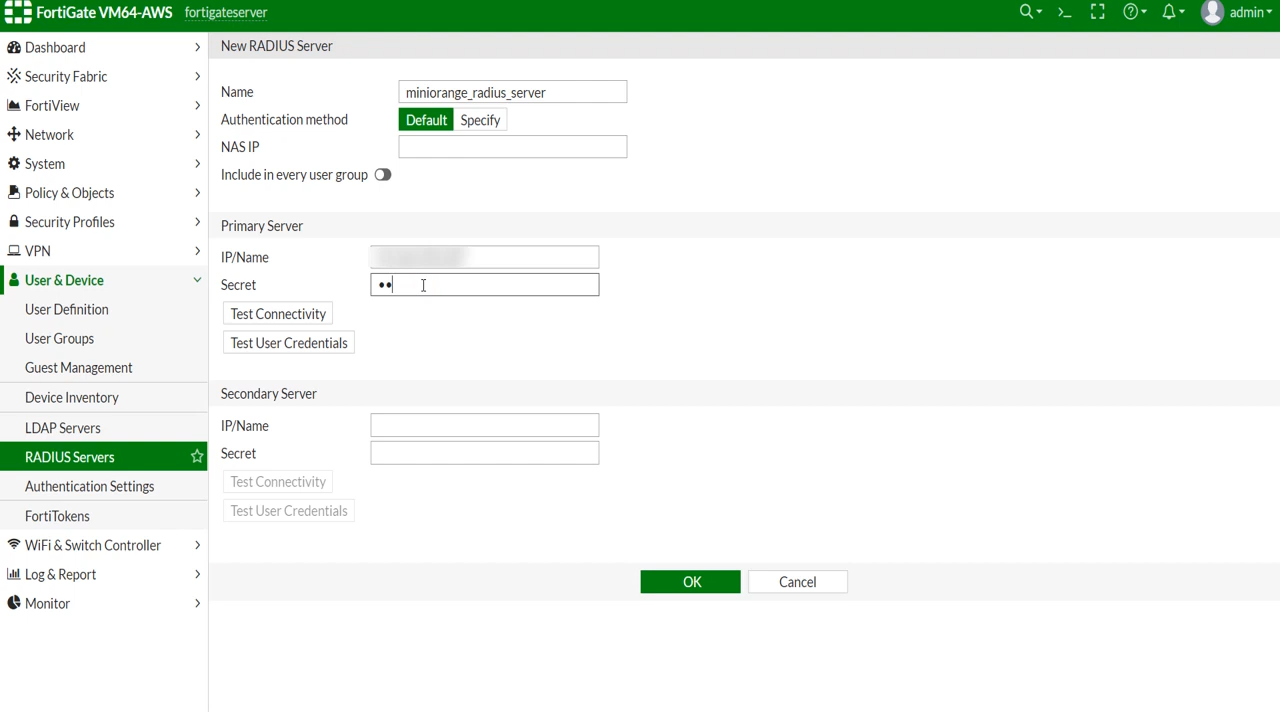 FortiGate VM64-AWS fortigateserver admin
Dashboard
Security Fabric
FortiView
Network
System
Policy & Objects
Security Profiles
VPN
User & Device
User Definition
User Groups
Guest Management
Device Inventory
LDAP Servers
RADIUS Servers
Authentication Settings
FortiTokens
WiFi & Switch Controller
Log & Report
Monitor
New RADIUS Server
Name miniorange_radius_server
Authentication method Default Specify
NAS IP
Include in every user group
Primary Server
IP/Name
Secret ••
Test Connectivity
Test User Credentials
Secondary Server
IP/Name
Secret
Test Connectivity
Test User Credentials
OK Cancel